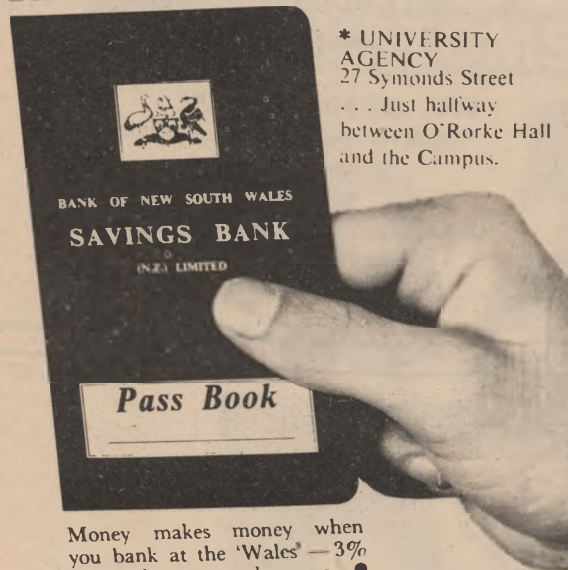 * UNIVERSITY
AGENCY
27 Symonds Street
. . . Just halfway
between O'Rorke Hall
and the Campus.
BANK OF NEW SOUTH WALES
SAVINGS BANK
(N.Z.) LIMITED
Pass Book
Money makes money when
you bank at the 'Wales' — 3%